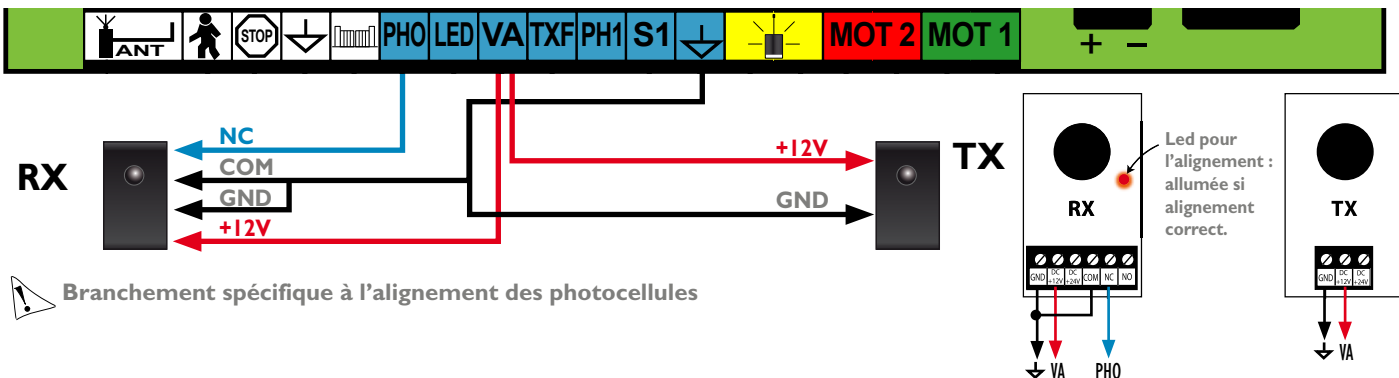 ANT STOP PHO LED VA TXF PH1 S1 MOT 2 MOT 1 + −
RX
NC
COM
GND
+12V
+12V
GND
TX
Branchement spécifique à l'alignement des photocellules
RX
Led pour
l'alignement :
allumée si
alignement
correct.
GND DC +12V DC +24V COM NC NO
VA PHO
TX
GND DC +12V DC +24V
VA